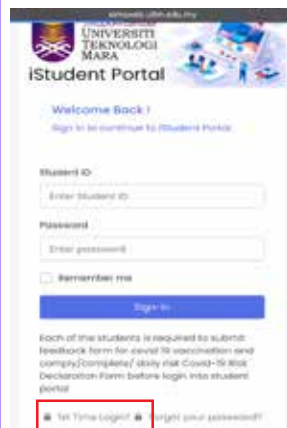 UNIVERSITI
TEKNOLOGI
MARA
iStudent Portal
Welcome Back !
Sign in to continue to iStudent Portal.
Student ID
Enter Student ID
Password
Enter password
Remember me
Sign In
Each of the students is required to submit
feedback form for covid 19 vaccination and
comply/complete/ daily risk Covid-19 Risk
Declaration Form before login into student
portal
1st Time Login? Forgot your password?